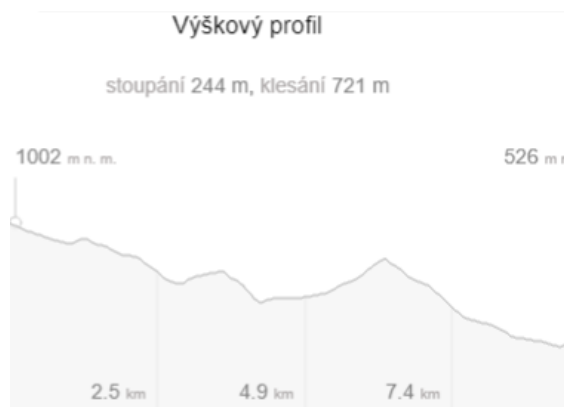 Výškový profil
stoupání 244 m, klesání 721 m
1002 m n. m. 526 m
2.5 km 4.9 km 7.4 km